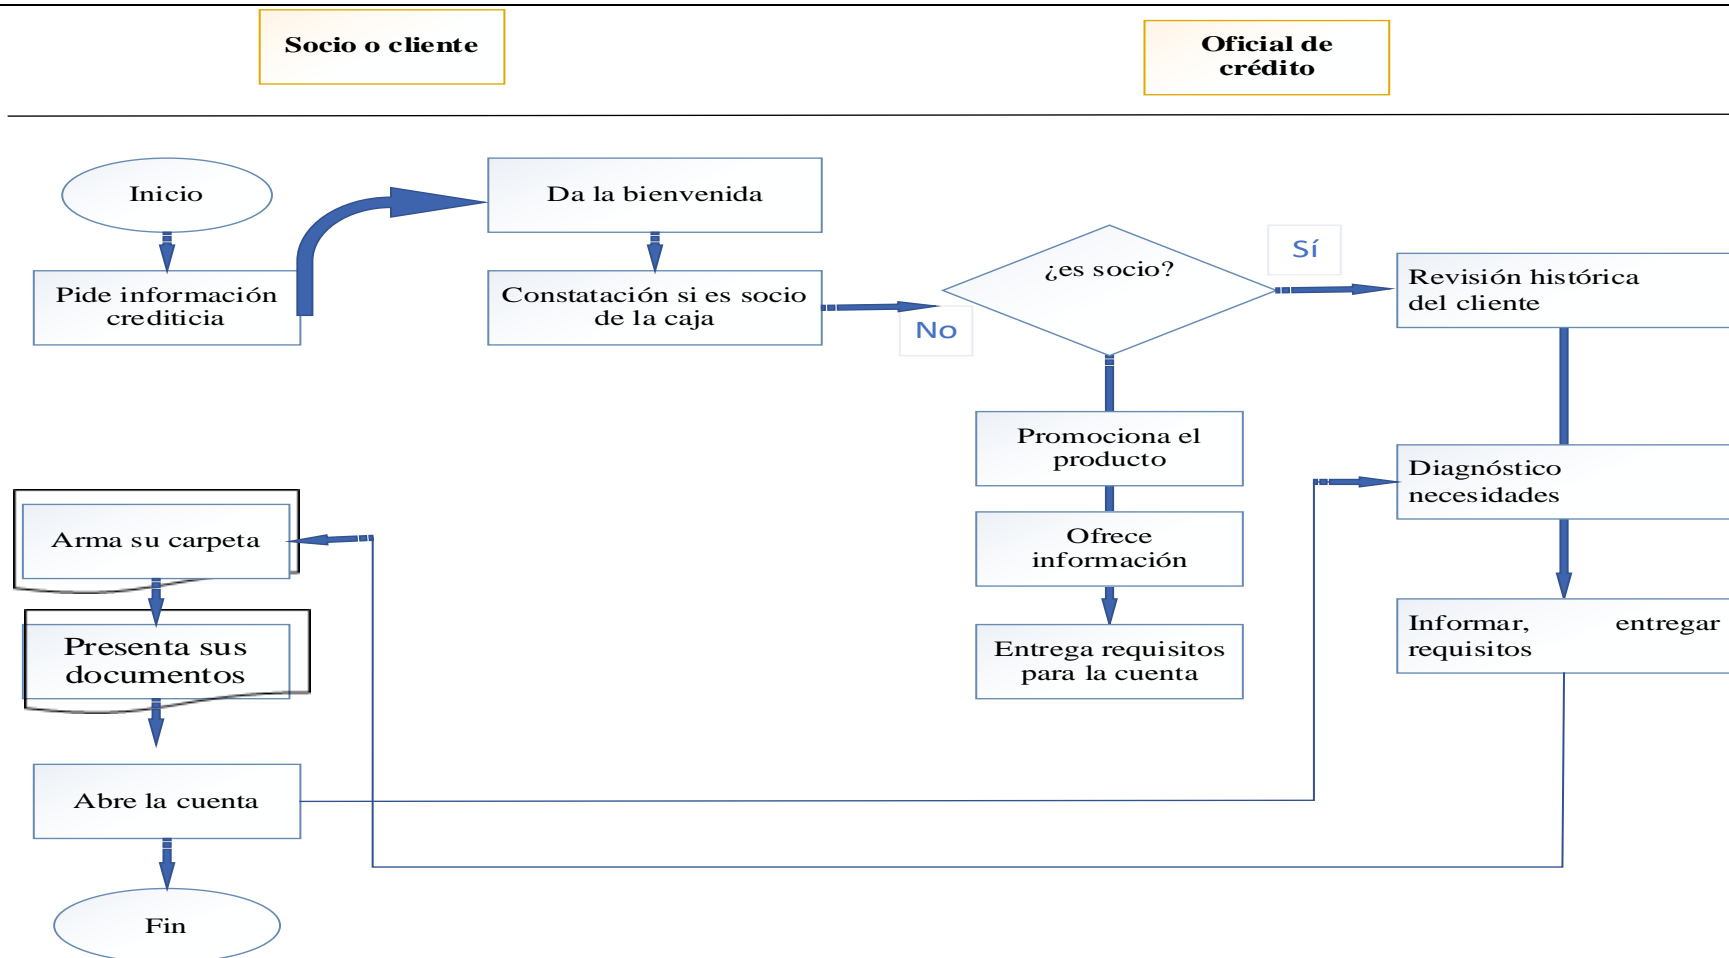 Socio o cliente
Oficial de
crédito
Inicio
Da la bienvenida
¿es socio?
Sí
Pide información
crediticia
Constatación si es socio
de la caja
No
Revisión histórica
del cliente
Promociona el
producto
Diagnóstico
necesidades
Arma su carpeta
Ofrece
información
Presenta sus
documentos
Entrega requisitos
para la cuenta
Informar, entregar
requisitos
Abre la cuenta
Fin